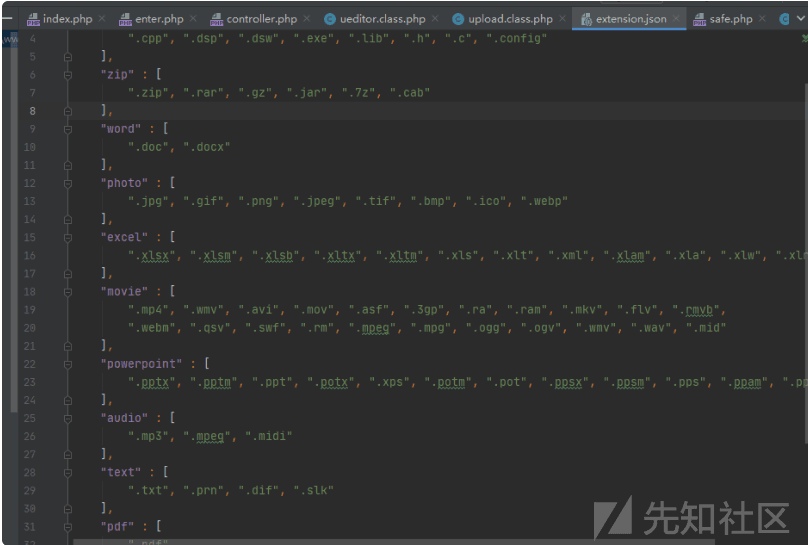 index.php enter.php controller.php ueditor.class.php upload.class.php extension.json safe.php
4 ".cpp", ".dsp", ".dsw", ".exe", ".lib", ".h", ".c", ".config"
5 ],
6 "zip" : [
7 ".zip", ".rar", ".gz", ".jar", ".7z", ".cab"
8 ],
9 "word" : [
10 ".doc", ".docx"
11 ],
12 "photo" : [
13 ".jpg", ".gif", ".png", ".jpeg", ".tif", ".bmp", ".ico", ".webp"
14 ],
15 "excel" : [
16 ".xlsx", ".xlsm", ".xlsb", ".xltx", ".xltm", ".xls", ".xlt", ".xml", ".xlam", ".xla", ".xlw", ".xlr
17 ],
18 "movie" : [
19 ".mp4", ".wmv", ".avi", ".mov", ".asf", ".3gp", ".ra", ".ram", ".mkv", ".flv", ".rmvb",
20 ".webm", ".qsv", ".swf", ".rm", ".mpeg", ".mpg", ".ogg", ".ogv", ".wmv", ".wav", ".mid"
21 ],
22 "powerpoint" : [
23 ".pptx", ".pptm", ".ppt", ".potx", ".xps", ".potm", ".pot", ".ppsx", ".ppsm", ".pps", ".ppam", ".pp
24 ],
25 "audio" : [
26 ".mp3", ".mpeg", ".midi"
27 ],
28 "text" : [
29 ".txt", ".prn", ".dif", ".slk"
30 ],
31 "pdf" : [
先知社区